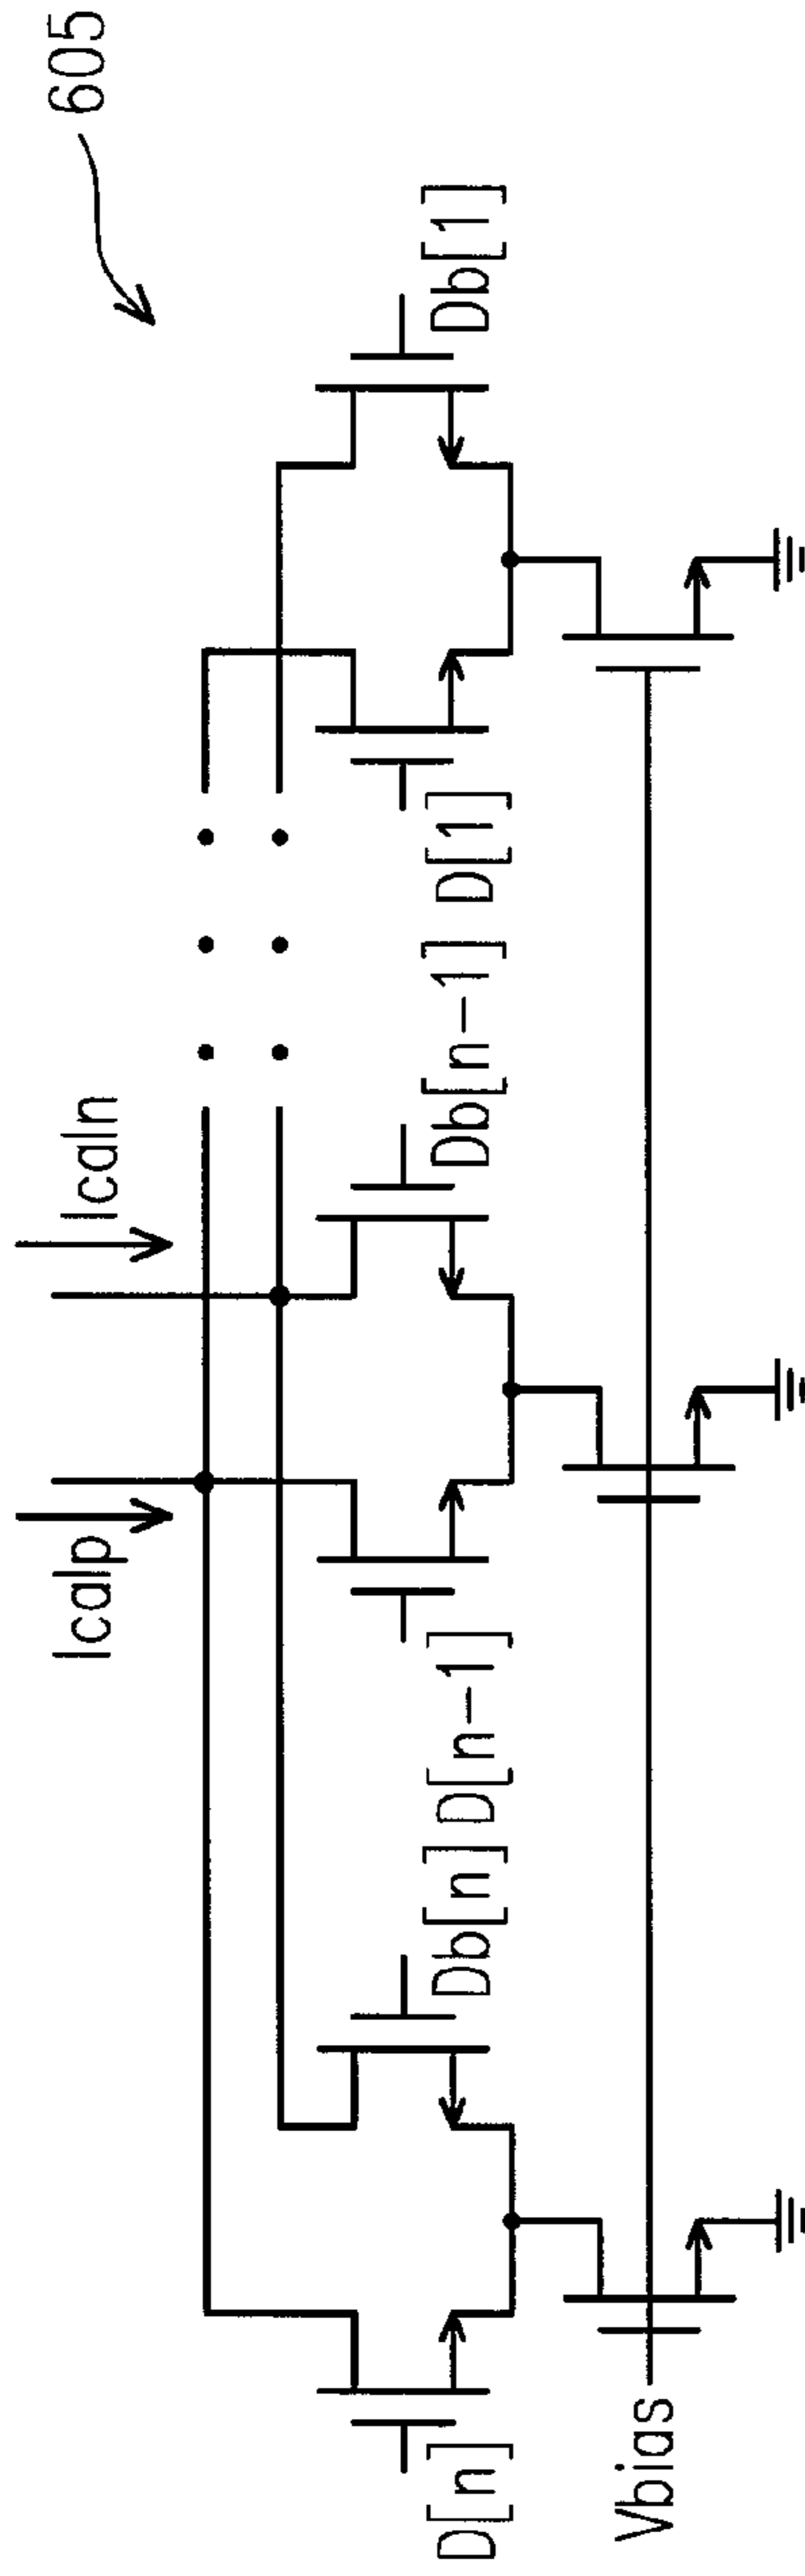 605
Icalp
Icaln
D[n]
Db[n]
D[n-1]
Db[n-1]
D[1]
Db[1]
Vbias